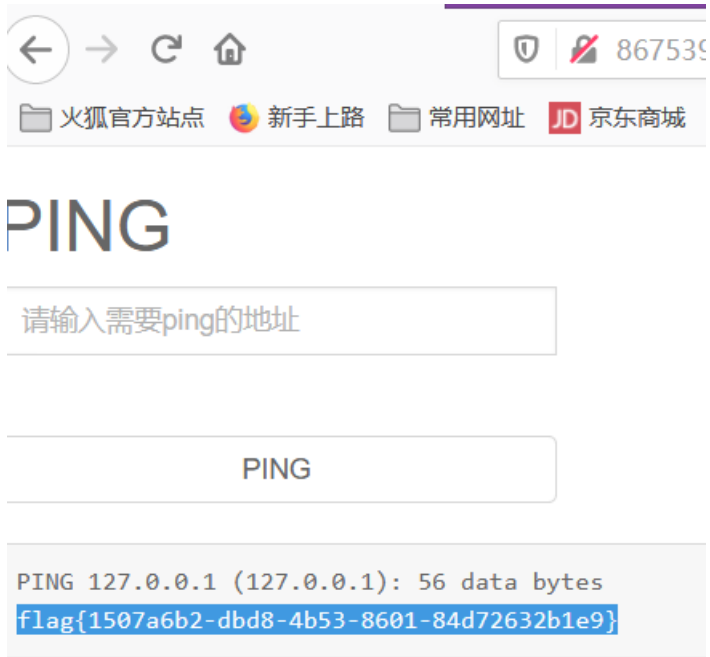 867539
火狐官方站点 新手上路 常用网址 JD 京东商城
PING
请输入需要ping的地址
PING
PING 127.0.0.1 (127.0.0.1): 56 data bytes
flag{1507a6b2-dbd8-4b53-8601-84d72632b1e9}